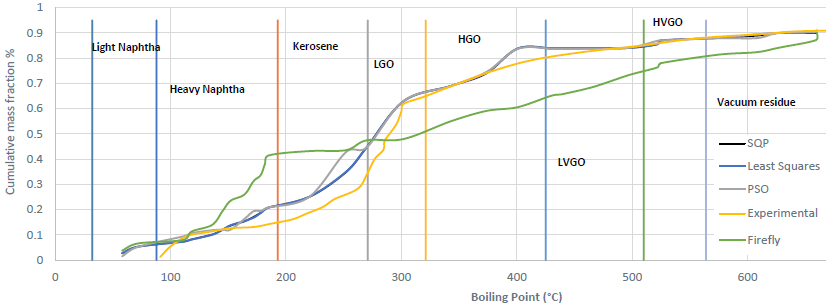 1
HVGO
0.9
Light Naphtha
Kerosene
HGO
0.8
LGO
0.7
Heavy Naphtha
Vacuum residue
0.6
0.5
SQP
0.4
LVGO
Least Squares
0.3
PSO
0.2
Experimental
0.1
Firefly
0
0 100 200 300 400 500 600
Boiling Point (°C)
Cumulative mass fraction %